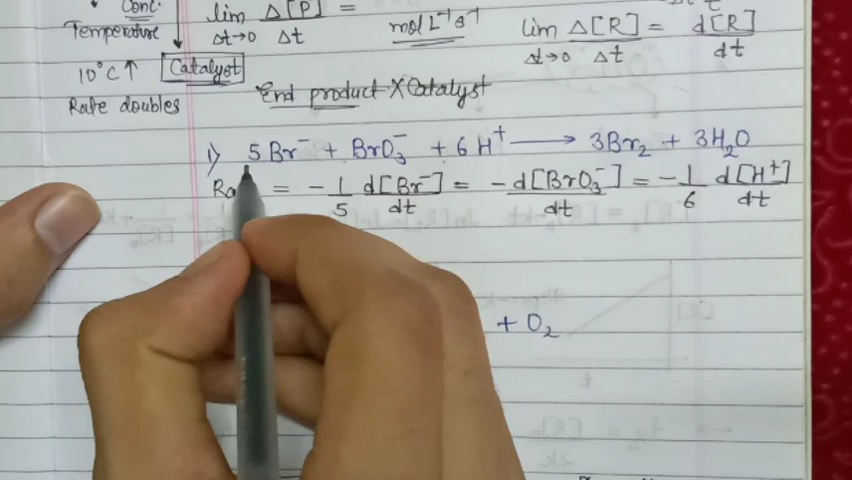 Conc.
Temperature
10°C ↑ Catalyst
Rate doubles
lim Δt→0 Δ[P]/Δt =
mol L⁻¹ s⁻¹
lim Δt→0 Δ[R]/Δt = d[R]/dt
End product X Catalyst
1) 5Br⁻ + BrO₃⁻ + 6H⁺ → 3Br₂ + 3H₂O
= -1/5 d[Br⁻]/dt = -d[BrO₃⁻]/dt = -1/6 d[H⁺]/dt
+ O₂